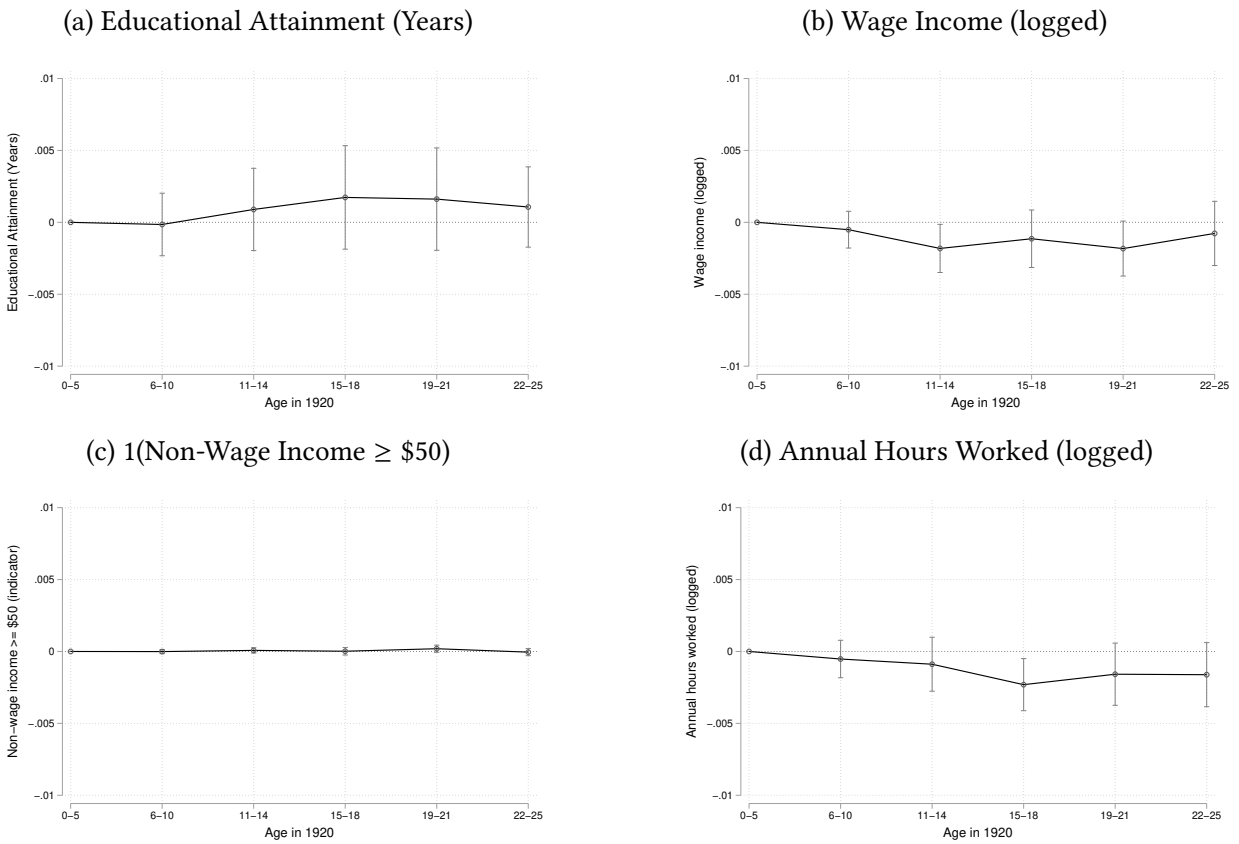 (a) Educational Attainment (Years)
Educational Attainment (Years)
.01
.005
0
−.005
−.01
0−5 6−10 11−14 15−18 19−21 22−25
Age in 1920
(b) Wage Income (logged)
Wage income (logged)
.01
.005
0
−.005
−.01
0−5 6−10 11−14 15−18 19−21 22−25
Age in 1920
(c) 1(Non-Wage Income ≥ $50)
Non−wage income >= $50 (indicator)
.01
.005
0
−.005
−.01
0−5 6−10 11−14 15−18 19−21 22−25
Age in 1920
(d) Annual Hours Worked (logged)
Annual hours worked (logged)
.01
.005
0
−.005
−.01
0−5 6−10 11−14 15−18 19−21 22−25
Age in 1920